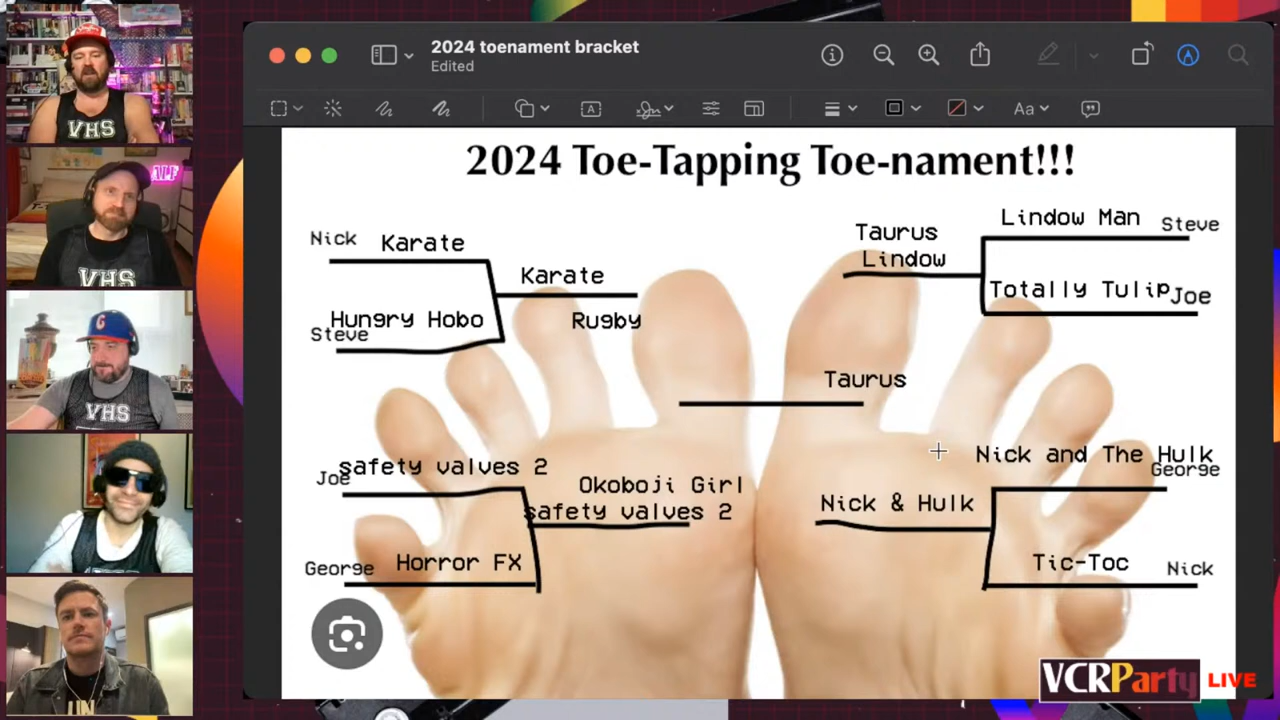 2024 toenament bracket
Edited
Aa
2024 Toe-Tapping Toe-nament!!!
Nick Karate
Karate
Hungry Hobo
Steve
Rugby
Taurus
Lindow
Lindow Man Steve
Totally Tulip Joe
Taurus
safety valves 2
Joe
Okoboji Girl
safety valves 2
George Horror FX
Nick and The Hulk
George
Nick & Hulk
Tic-Toc Nick
VHS
ALF
VHS
G
VHS
VCRParty LIVE